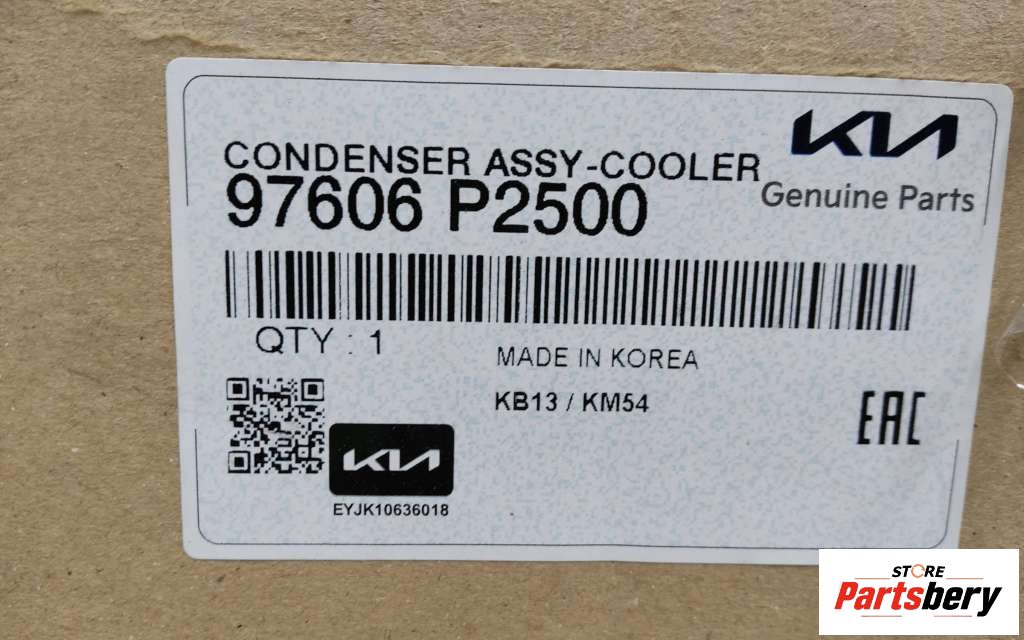 KIA
Genuine Parts
CONDENSER ASSY-COOLER
97606 P2500
QTY : 1
MADE IN KOREA
KB13 / KM54
EAC
KIA
EYJK10636018
STORE
Partsbery